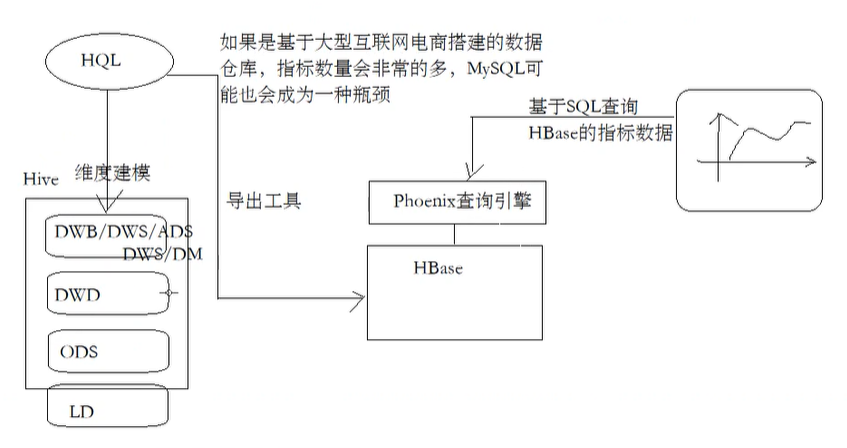 HQL
如果是基于大型互联网电商搭建的数据
仓库，指标数量会非常的多，MySQL可
能也会成为一种瓶颈
基于SQL查询
HBase的指标数据
维度建模
Hive
导出工具
Phoenix查询引擎
DWB/DWS/ADS
DWS/DM
HBase
DWD
ODS
LD